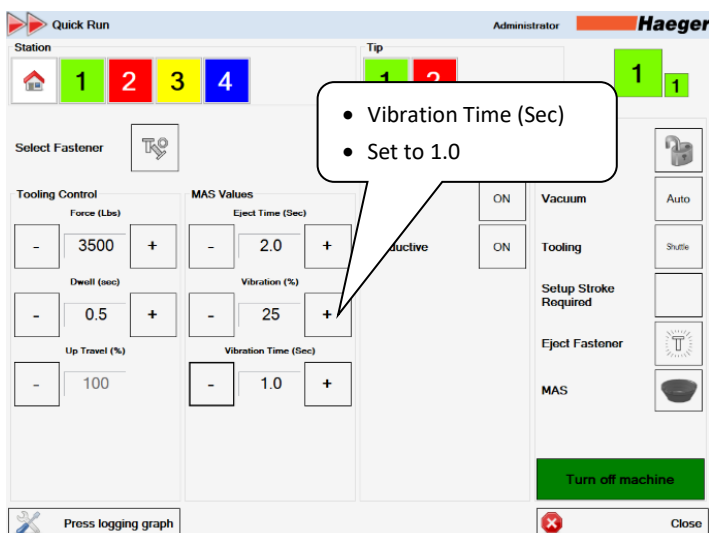 Quick Run
Administrator
Haeger
Station
1
2
3
4
Tip
1
2
1
1
• Vibration Time (Sec)
• Set to 1.0
Select Fastener
Tooling Control
Force (Lbs)
- 3500 +
Dwell (sec)
- 0.5 +
Up Travel (%)
- 100
MAS Values
Eject Time (Sec)
- 2.0 +
Vibration (%)
- 25 +
Vibration Time (Sec)
- 1.0 +
ON
ductive ON
Vacuum Auto
Tooling Shuttle
Setup Stroke
Required
Eject Fastener
MAS
Turn off machine
Press logging graph
Close